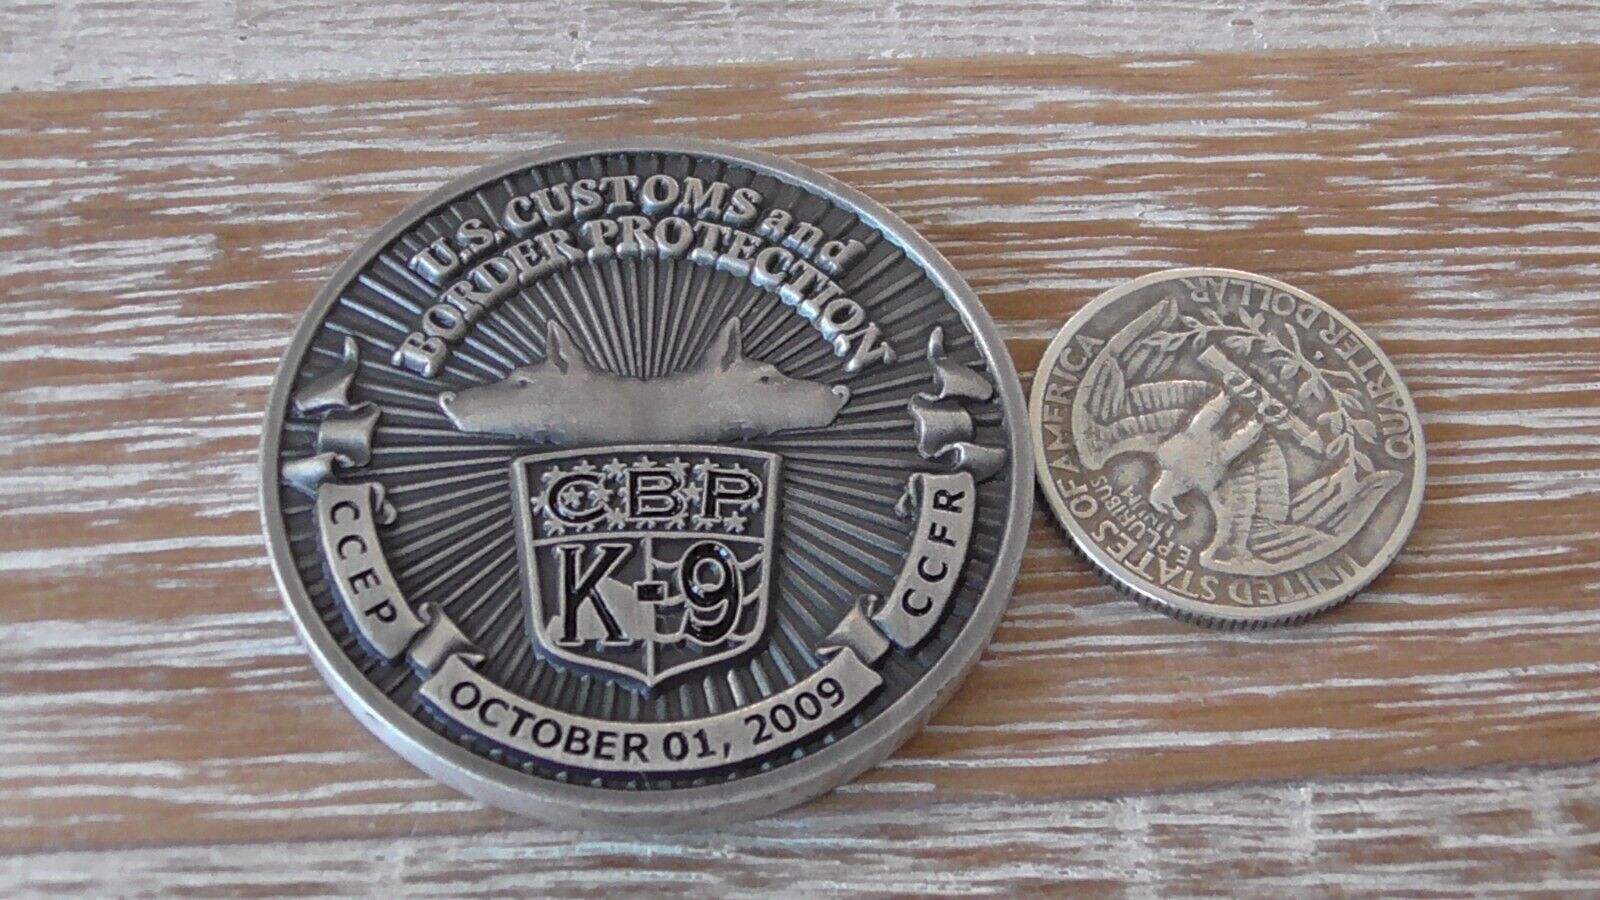 U.S. CUSTOMS and
BORDER PROTECTION
CBP
K-9
CCEP
OCTOBER 01, 2009
CCFR
UNITED STATES OF AMERICA
E PLURIBUS
UNUM
QUARTER DOLLAR